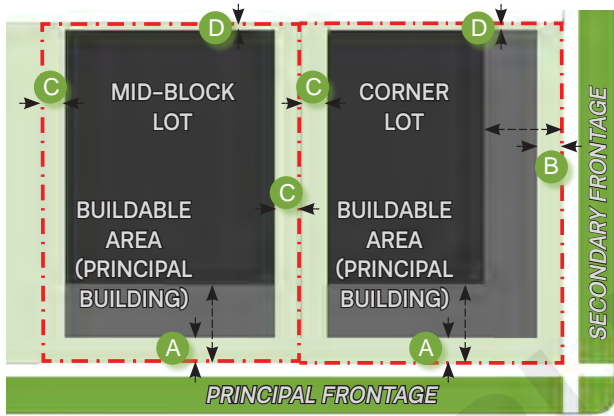 D
D
C
C
MID-BLOCK
LOT
CORNER
LOT
B
C
BUILDABLE
AREA
(PRINCIPAL
BUILDING)
BUILDABLE
AREA
(PRINCIPAL
BUILDING)
SECONDARY FRONTAGE
A
A
PRINCIPAL FRONTAGE